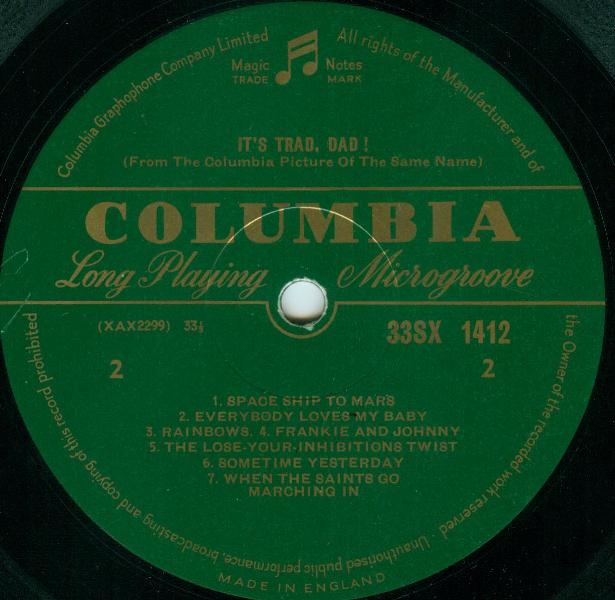 Columbia Graphophone Company Limited
All rights of the Manufacturer and of
the Owner of the recorded work reserved Unauthorised public performance, broadcasting and copying of this record prohibited
Magic Notes
TRADE MARK
IT'S TRAD, DAD !
(From The Columbia Picture Of The Same Name)
COLUMBIA
Long Playing Microgroove
(XAX2299) 33⅓
33SX 1412
2 2
1. SPACE SHIP TO MARS
2. EVERYBODY LOVES MY BABY
3. RAINBOWS. 4. FRANKIE AND JOHNNY
5. THE LOSE-YOUR-INHIBITIONS TWIST
6. SOMETIME YESTERDAY
7. WHEN THE SAINTS GO
MARCHING IN
MADE IN ENGLAND